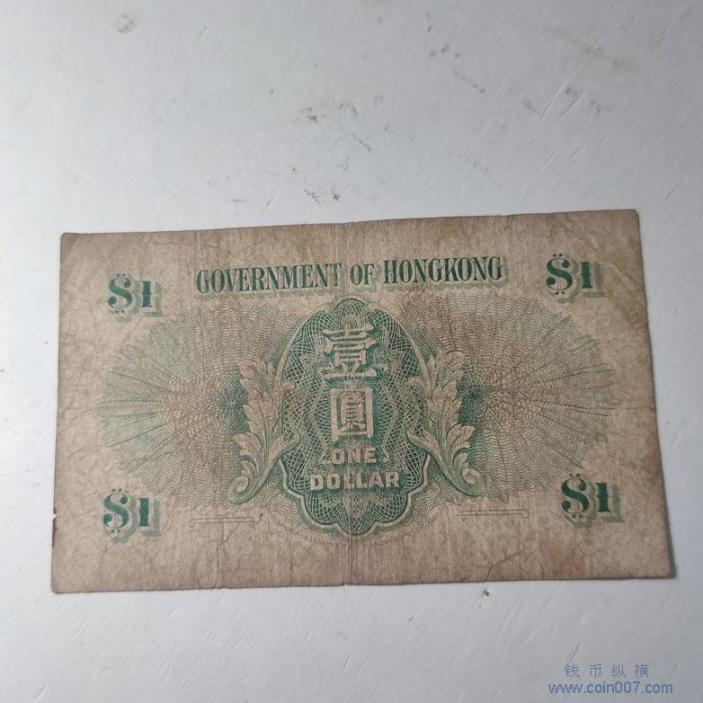 $1
GOVERNMENT OF HONGKONG
$1
壹
圓
ONE
DOLLAR
$1
$1
钱币纵横
www.coin007.com